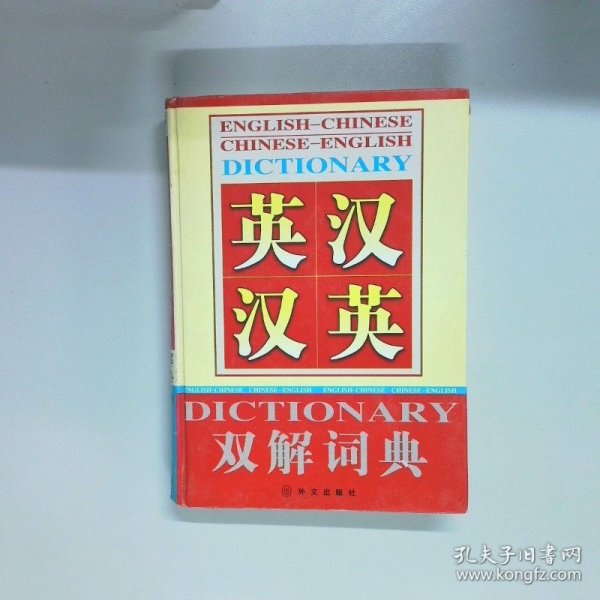 ENGLISH-CHINESE
CHINESE-ENGLISH
DICTIONARY
英汉
汉英
ENGLISH-CHINESE CHINESE-ENGLISH ENGLISH-CHINESE CHINESE-ENGLISH
DICTIONARY
双解词典
外文出版社
孔夫子旧书网
www.kongfz.com